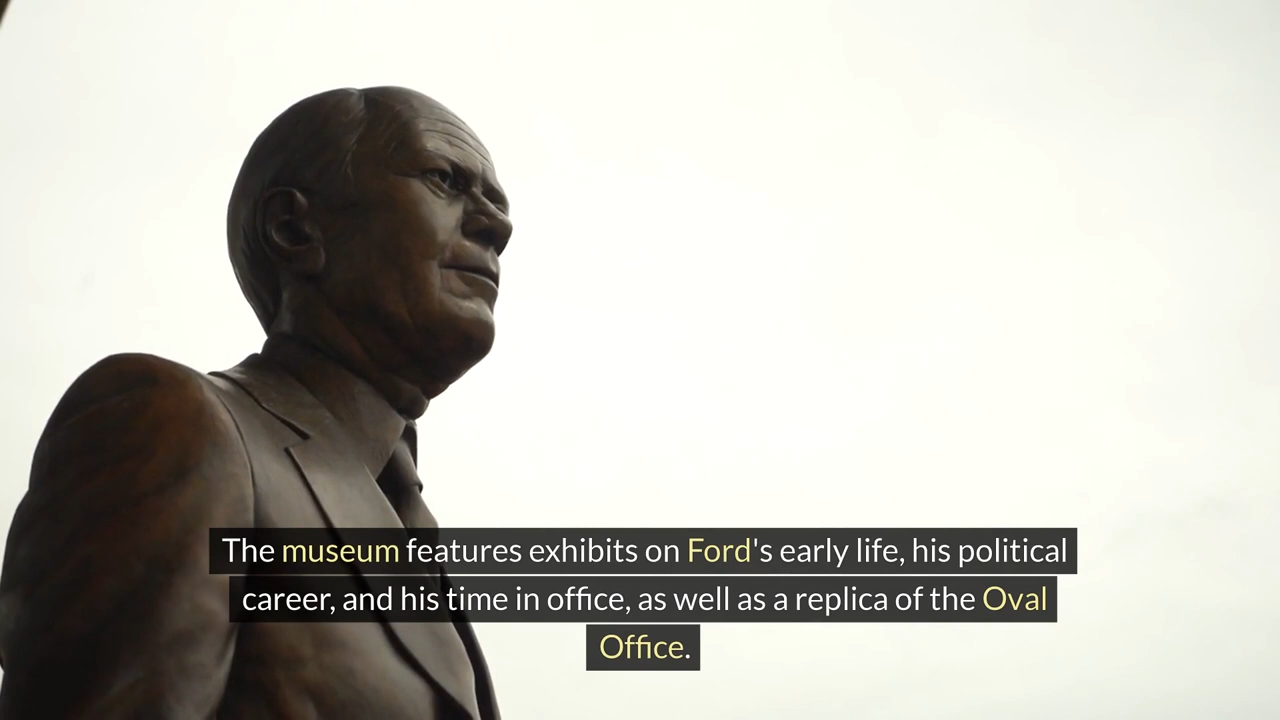 The museum features exhibits on Ford's early life, his political
career, and his time in office, as well as a replica of the Oval
Office.